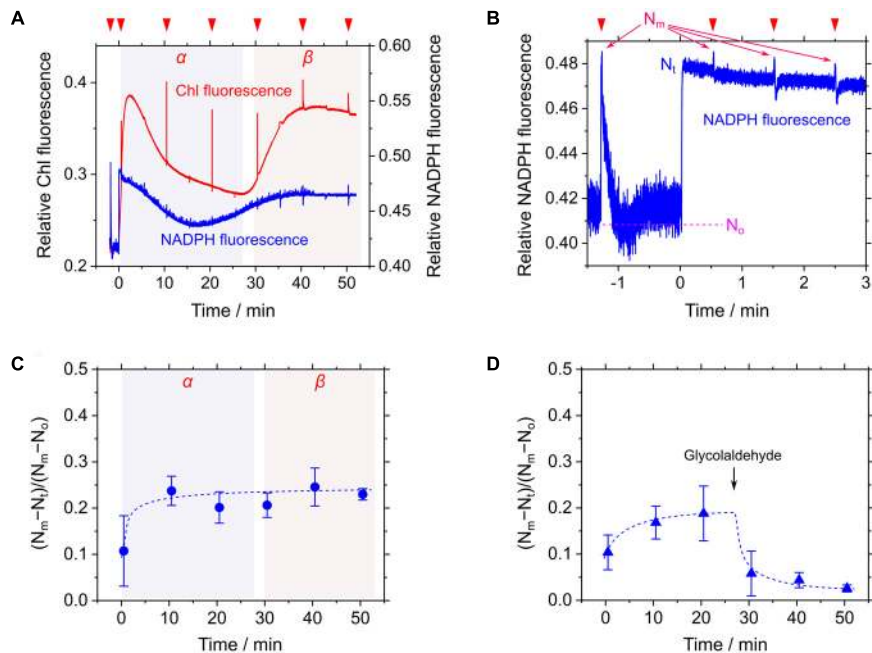 A
α
β
Chl fluorescence
NADPH fluorescence
Relative Chl fluorescence
0.4
0.3
0.2
Relative NADPH fluorescence
0.60
0.55
0.50
0.45
0.40
0 10 20 30 40 50
Time / min
B
Nm
Nt
NADPH fluorescence
No
Relative NADPH fluorescence
0.48
0.46
0.44
0.42
0.40
-1 0 1 2 3
Time / min
C
α
β
(Nm−Nt)/(Nm−No)
0.5
0.4
0.3
0.2
0.1
0.0
0 10 20 30 40 50
Time / min
D
Glycolaldehyde
(Nm−Nt)/(Nm−No)
0.5
0.4
0.3
0.2
0.1
0.0
0 10 20 30 40 50
Time / min